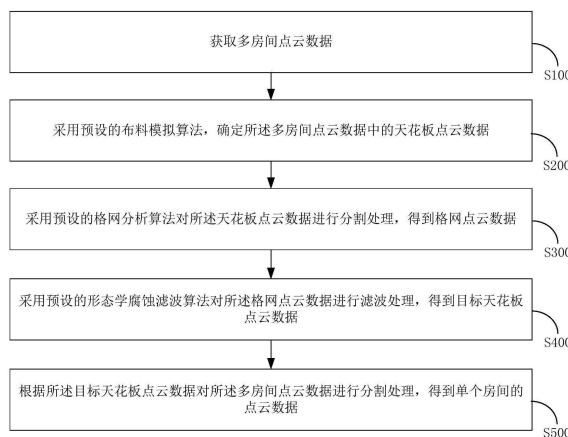 获取多房间点云数据
S100
采用预设的布料模拟算法，确定所述多房间点云数据中的天花板点云数据
S200
采用预设的格网分析算法对所述天花板点云数据进行分割处理，得到格网点云数据
S300
采用预设的形态学腐蚀滤波算法对所述格网点云数据进行滤波处理，得到目标天花板
点云数据
S400
根据所述目标天花板点云数据对所述多房间点云数据进行分割处理，得到单个房间的
点云数据
S500